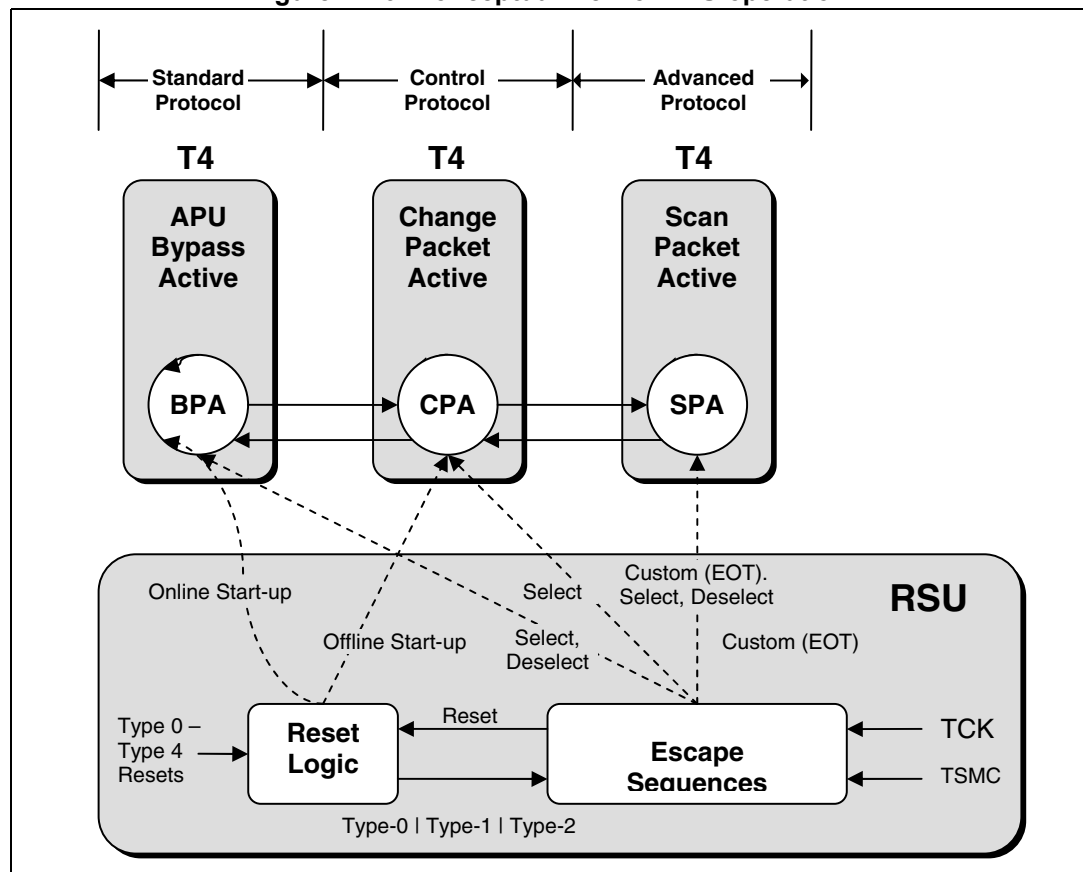 Standard
Protocol
Control
Protocol
Advanced
Protocol
T4
T4
T4
APU
Bypass
Active
Change
Packet
Active
Scan
Packet
Active
BPA
CPA
SPA
Online Start-up
Offline Start-up
Select
Select,
Deselect
Custom (EOT).
Select, Deselect
Custom (EOT)
RSU
Type 0 –
Type 4
Resets
Reset
Logic
Reset
Escape
Sequences
TCK
TSMC
Type-0 | Type-1 | Type-2